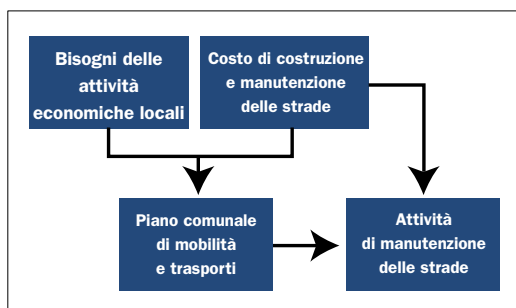 Bisogni delle
attività
economiche locali
Costo di costruzione
e manutenzione
delle strade
Piano comunale
di mobilità
e trasporti
Attività
di manutenzione
delle strade